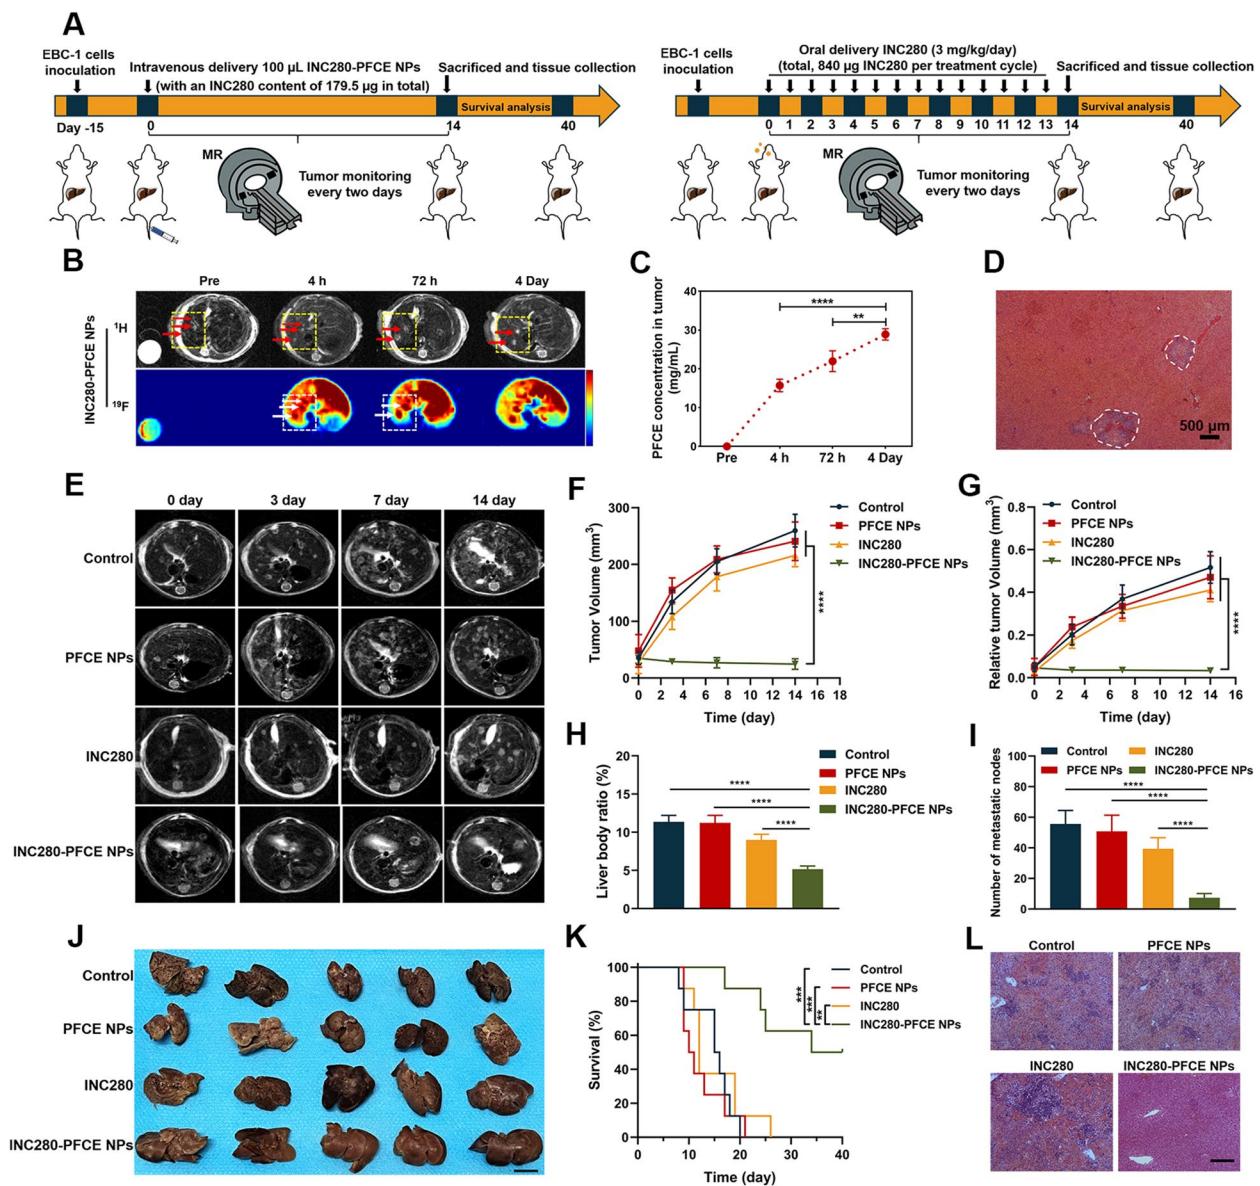 A
EBC-1 cells
inoculation
Intravenous delivery 100 µL INC280-PFCE NPs
(with an INC280 content of 179.5 µg in total)
Sacrificed and tissue collection
Survival analysis
Day -15
0
14
40
MR
Tumor monitoring
every two days
EBC-1 cells
inoculation
Oral delivery INC280 (3 mg/kg/day)
(total, 840 µg INC280 per treatment cycle)
Sacrificed and tissue collection
Survival analysis
0 1 2 3 4 5 6 7 8 9 10 11 12 13 14 40
MR
Tumor monitoring
every two days
B
Pre 4 h 72 h 4 Day
INC280-PFCE NPs
¹H
¹⁹F
C
PFCE concentration in tumor
(mg/mL)
40
30
20
10
0
****
**
Pre 4 h 72 h 4 Day
D
500 µm
E
0 day 3 day 7 day 14 day
Control
PFCE NPs
INC280
INC280-PFCE NPs
F
Tumor Volume (mm³)
300
200
100
0
0 2 4 6 8 10 12 14 16 18
Time (day)
Control
PFCE NPs
INC280
INC280-PFCE NPs
****
G
Relative tumor Volume (mm³)
0.8
0.6
0.4
0.2
0.0
0 2 4 6 8 10 12 14 16
Time (day)
Control
PFCE NPs
INC280
INC280-PFCE NPs
****
H
Liver body ratio (%)
20
15
10
5
0
****
****
****
Control
PFCE NPs
INC280
INC280-PFCE NPs
I
Number of metastatic nodes
100
80
60
40
20
0
Control
INC280
PFCE NPs
INC280-PFCE NPs
****
****
****
J
Control
PFCE NPs
INC280
INC280-PFCE NPs
K
Survival (%)
100
80
60
40
20
0
0 10 20 30 40
Time (day)
***
***
**
Control
PFCE NPs
INC280
INC280-PFCE NPs
L
Control
PFCE NPs
INC280
INC280-PFCE NPs